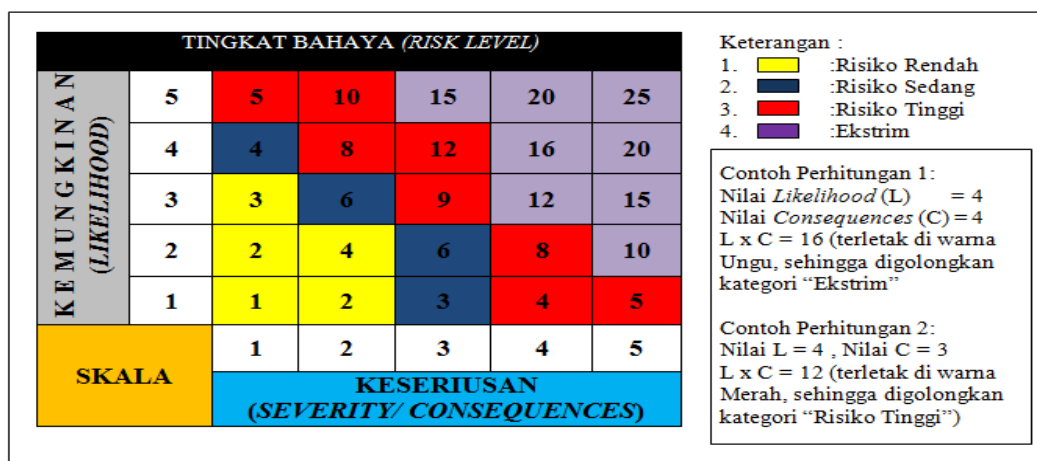 TINGKAT BAHAYA (RISK LEVEL)
KEMUNGKINAN
(LIKELIHOOD)
5 5 10 15 20 25
4 4 8 12 16 20
3 3 6 9 12 15
2 2 4 6 8 10
1 1 2 3 4 5
SKALA
1 2 3 4 5
KESERIUSAN
(SEVERITY/ CONSEQUENCES)
Keterangan :
1. :Risiko Rendah
2. :Risiko Sedang
3. :Risiko Tinggi
4. :Ekstrim
Contoh Perhitungan 1:
Nilai Likelihood (L) = 4
Nilai Consequences (C) = 4
L x C = 16 (terletak di warna
Ungu, sehingga digolongkan
kategori “Ekstrim”
Contoh Perhitungan 2:
Nilai L = 4 , Nilai C = 3
L x C = 12 (terletak di warna
Merah, sehingga digolongkan
kategori “Risiko Tinggi”)